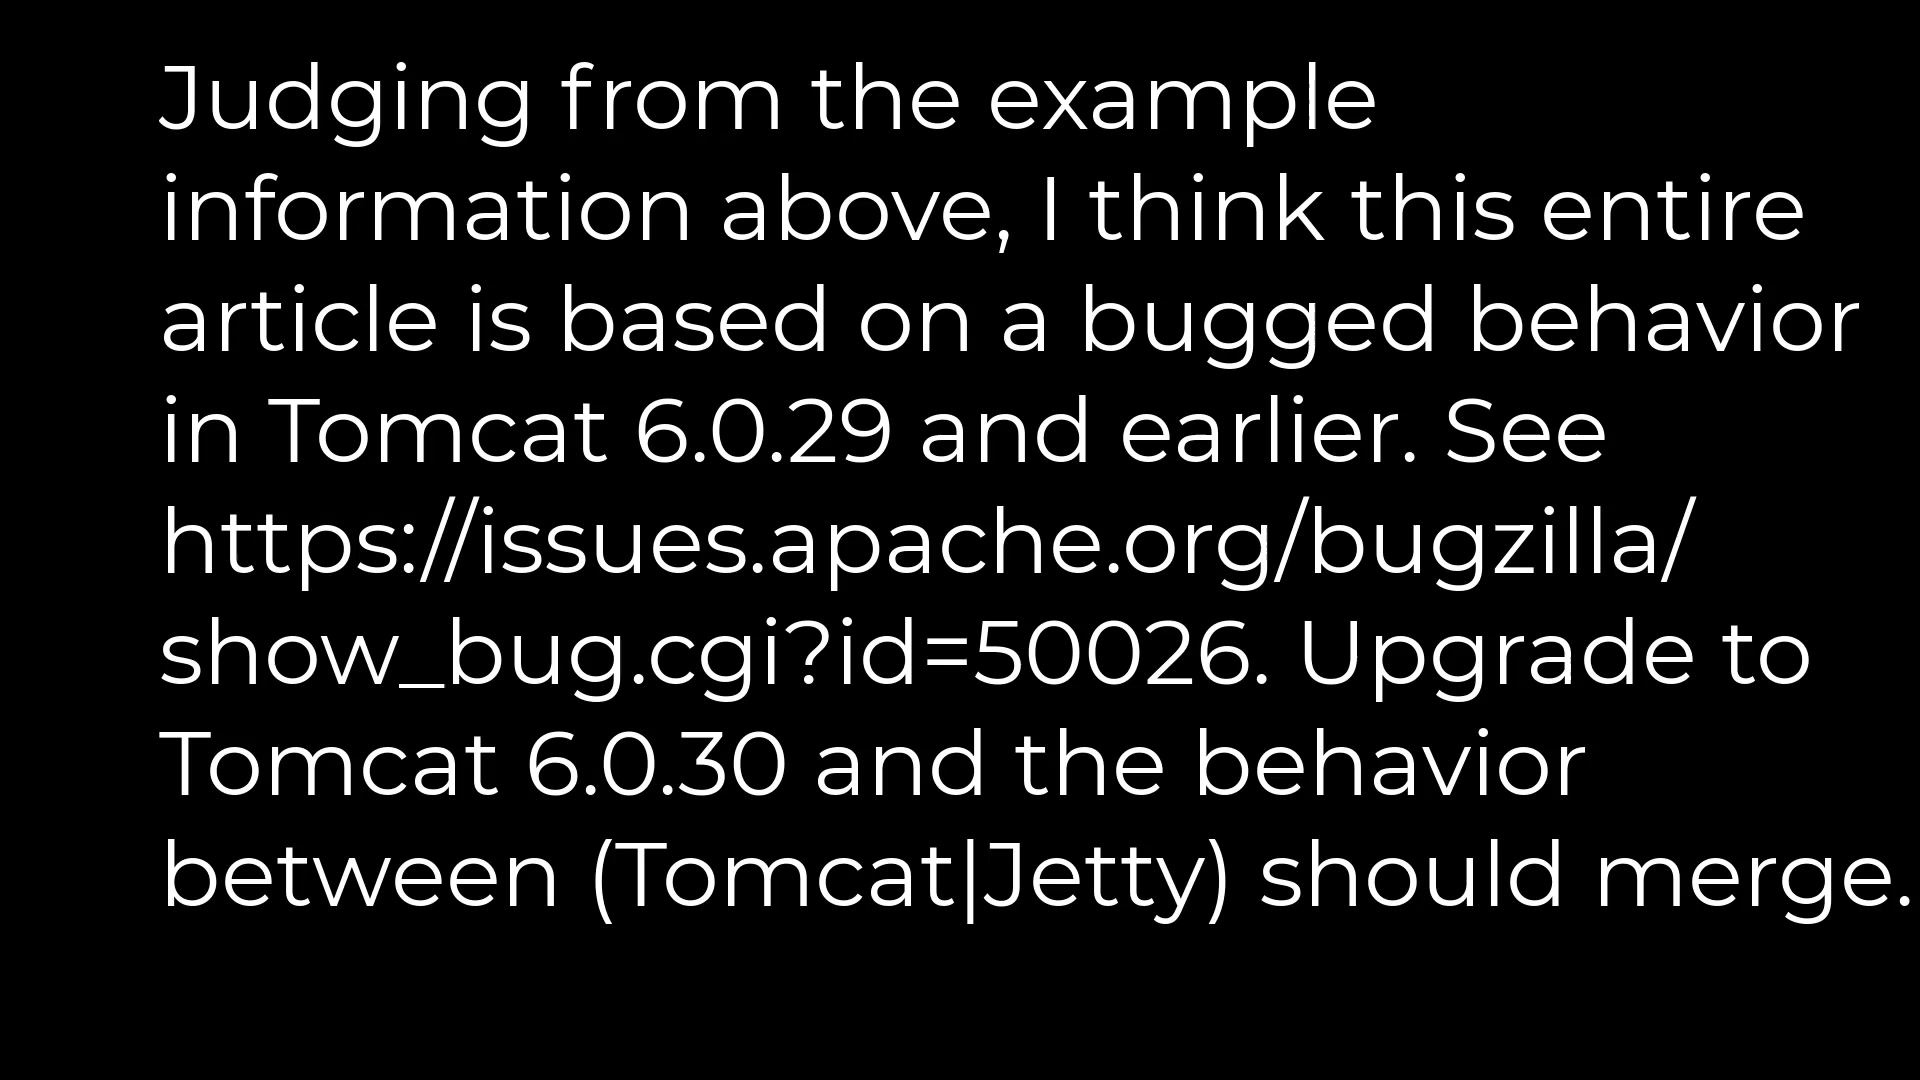 Judging from the example
information above, I think this entire
article is based on a bugged behavior
in Tomcat 6.0.29 and earlier. See
https://issues.apache.org/bugzilla/
show_bug.cgi?id=50026. Upgrade to
Tomcat 6.0.30 and the behavior
between (Tomcat|Jetty) should merge.